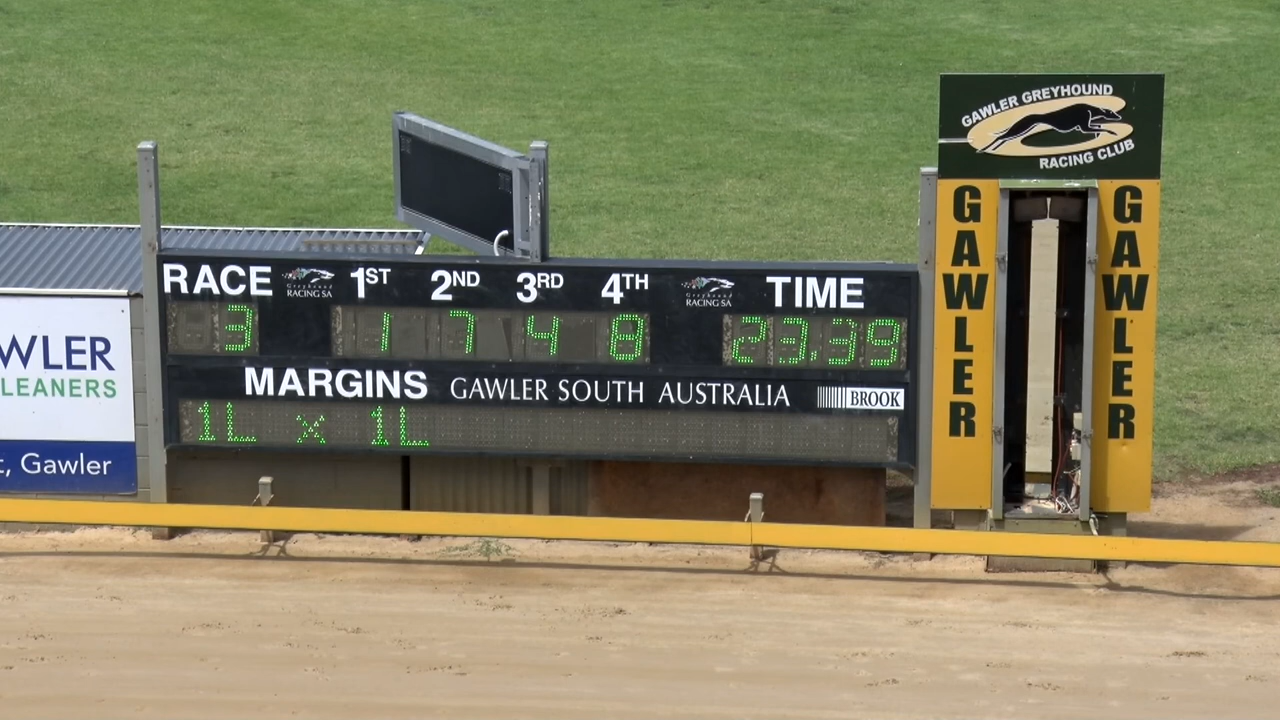 GAWLER GREYHOUND
RACING CLUB
GAWLER
GAWLER
RACE
Greyhound
RACING SA
1ST 2ND 3RD 4TH
Greyhound
RACING SA
TIME
3 1 7 4 8 23.39
MARGINS GAWLER SOUTH AUSTRALIA BROOK
1L x 1L
WLER
LEANERS
t, Gawler